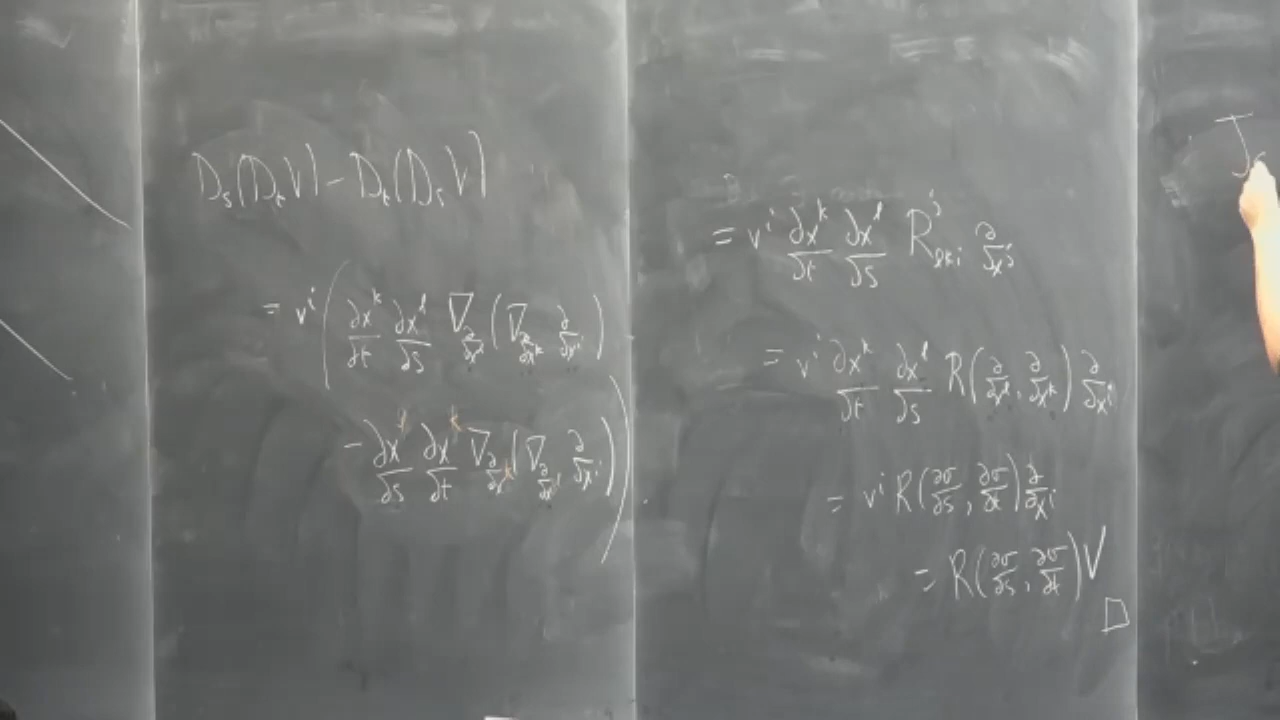 D_s(D_t V) - D_t(D_s V)
= v^i ( ∂x^k/∂t ∂x^l/∂s ∇_{∂/∂x^l} ( ∇_{∂/∂x^k} ∂/∂x^i )
- ∂x^l/∂s ∂x^k/∂t ∇_{∂/∂x^k} ( ∇_{∂/∂x^l} ∂/∂x^i ) )
= v^i ∂x^k/∂t ∂x^l/∂s R^j_{lki} ∂/∂x^j
= v^i ∂x^k/∂t ∂x^l/∂s R( ∂/∂x^l , ∂/∂x^k ) ∂/∂x^i
= v^i R( ∂σ/∂s , ∂σ/∂t ) ∂/∂x^i
= R( ∂σ/∂s , ∂σ/∂t ) V
□